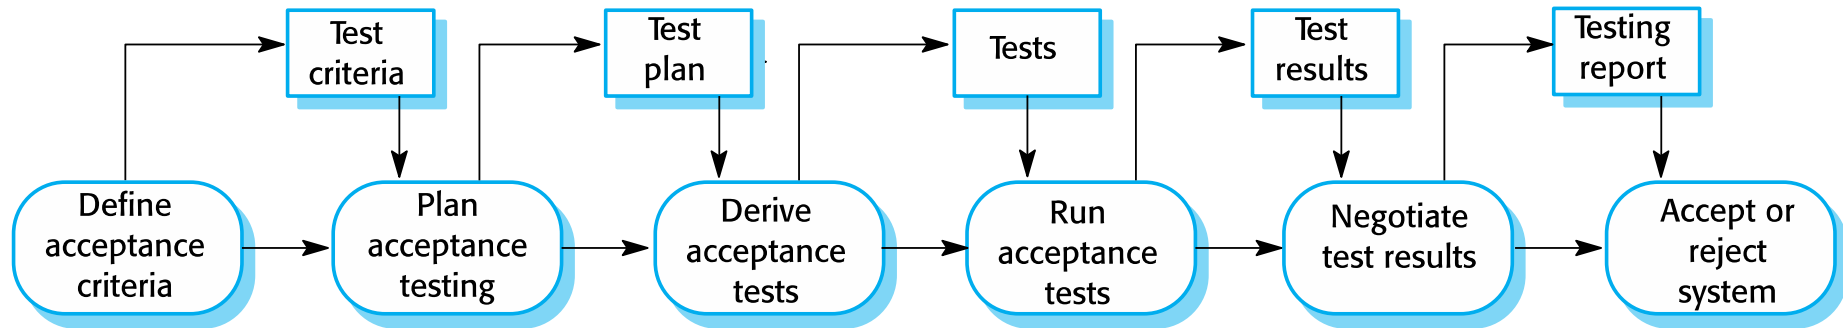 Test
criteria
Test
plan
Tests
Test
results
Testing
report
Define
acceptance
criteria
Plan
acceptance
testing
Derive
acceptance
tests
Run
acceptance
tests
Negotiate
test results
Accept or
reject
system